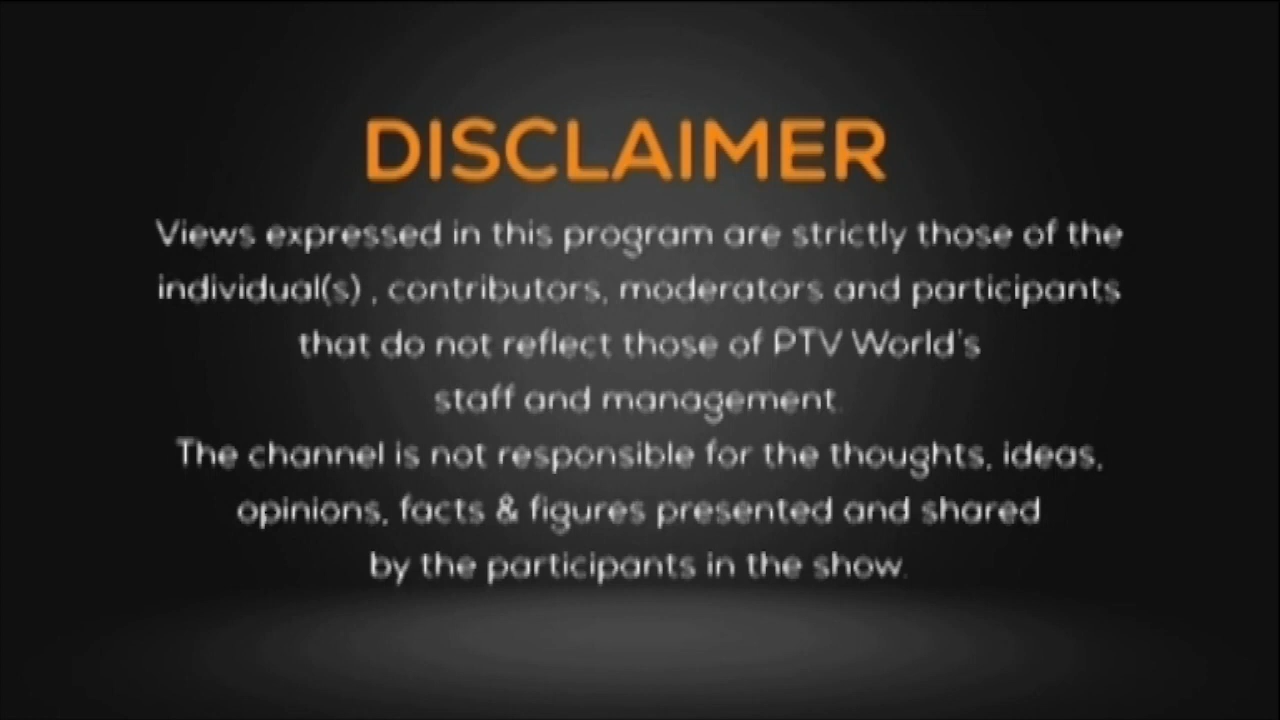 DISCLAIMER
Views expressed in this program are strictly those of the
individual(s) , contributors, moderators and participants
that do not reflect those of PTV World's
staff and management.
The channel is not responsible for the thoughts, ideas,
opinions, facts & figures presented and shared
by the participants in the show.